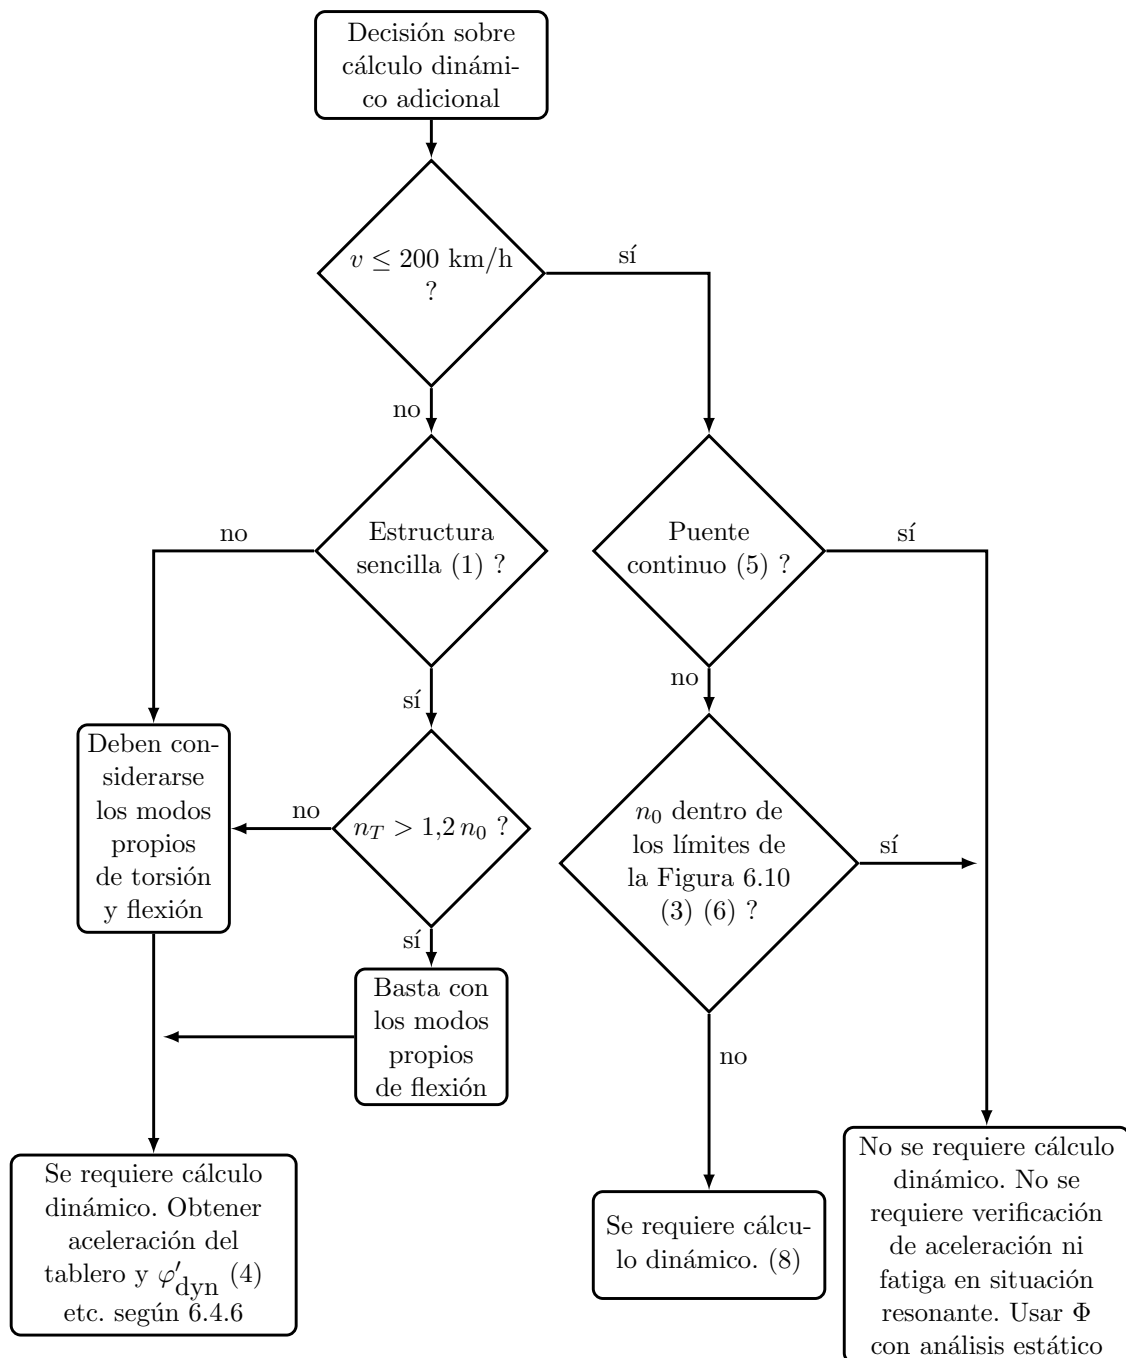 Decisión sobre
cálculo dinámi-
co adicional
v ≤ 200 km/h
?
sí
no
Estructura
sencilla (1) ?
no
sí
Puente
continuo (5) ?
sí
no
Deben con-
siderarse
los modos
propios
de torsión
y flexión
no
n_T > 1,2 n_0 ?
sí
n_0 dentro de
los límites de
la Figura 6.10
(3) (6) ?
sí
no
Basta con
los modos
propios
de flexión
Se requiere cálculo
dinámico. Obtener
aceleración del
tablero y φ′_dyn (4)
etc. según 6.4.6
Se requiere cálcu-
lo dinámico. (8)
No se requiere cálculo
dinámico. No se
requiere verificación
de aceleración ni
fatiga en situación
resonante. Usar Φ
con análisis estático